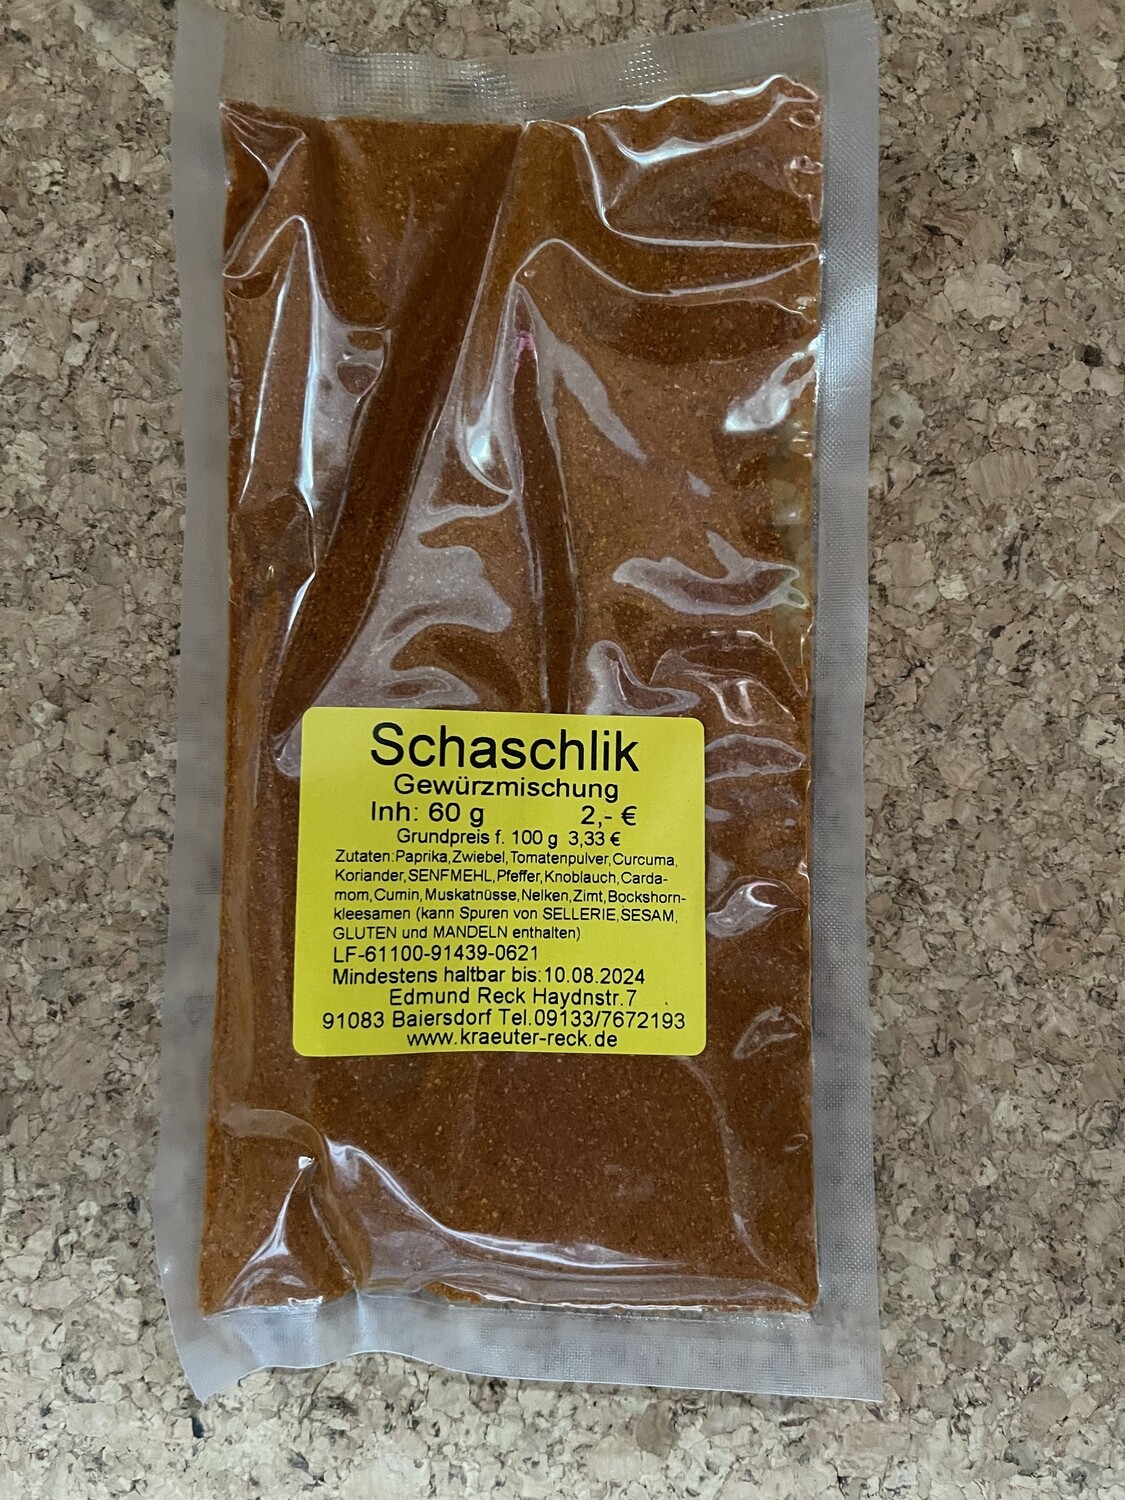 Schaschlik
Gewürzmischung
Inh: 60 g 2,- €
Grundpreis f. 100 g 3,33 €
Zutaten:Paprika,Zwiebel,Tomatenpulver,Curcuma,
Koriander,SENFMEHL,Pfeffer,Knoblauch,Carda-
mom,Cumin,Muskatnüsse,Nelken,Zimt,Bockshorn-
kleesamen (kann Spuren von SELLERIE,SESAM,
GLUTEN und MANDELN enthalten)
LF-61100-91439-0621
Mindestens haltbar bis:10.08.2024
Edmund Reck Haydnstr.7
91083 Baiersdorf Tel.09133/7672193
www.kraeuter-reck.de